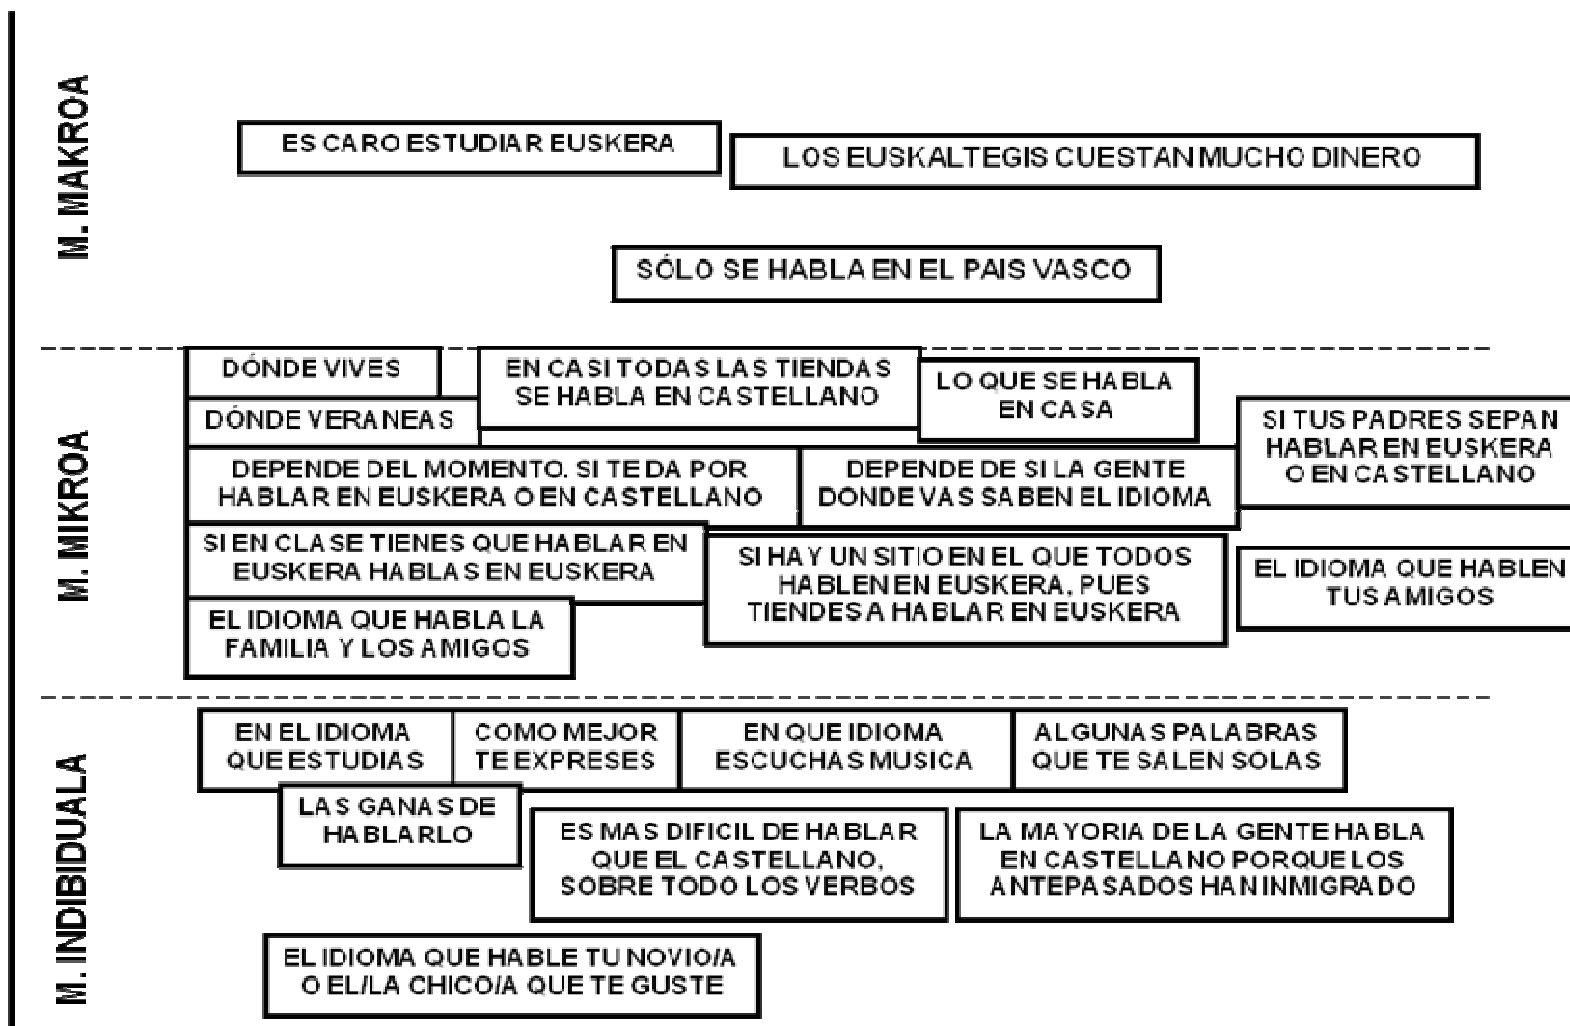 M. MAKROA
ES CARO ESTUDIAR EUSKERA
LOS EUSKALTEGIS CUESTAN MUCHO DINERO
SÓLO SE HABLA EN EL PAIS VASCO
M. MIKROA
DÓNDE VIVES
DÓNDE VERANEAS
EN CASI TODAS LAS TIENDAS
SE HABLA EN CASTELLANO
LO QUE SE HABLA
EN CASA
SI TUS PADRES SEPAN
HABLAR EN EUSKERA
O EN CASTELLANO
DEPENDE DEL MOMENTO. SI TE DA POR
HABLAR EN EUSKERA O EN CASTELLANO
DEPENDE DE SI LA GENTE
DONDE VAS SABEN EL IDIOMA
SI EN CLASE TIENES QUE HABLAR EN
EUSKERA HABLAS EN EUSKERA
SI HAY UN SITIO EN EL QUE TODOS
HABLEN EN EUSKERA, PUES
TIENDES A HABLAR EN EUSKERA
EL IDIOMA QUE HABLEN
TUS AMIGOS
EL IDIOMA QUE HABLA LA
FAMILIA Y LOS AMIGOS
M. INDIBIDUALA
EN EL IDIOMA
QUE ESTUDIAS
COMO MEJOR
TE EXPRESES
EN QUE IDIOMA
ESCUCHAS MUSICA
ALGUNAS PALABRAS
QUE TE SALEN SOLAS
LAS GANAS DE
HABLARLO
ES MAS DIFICIL DE HABLAR
QUE EL CASTELLANO,
SOBRE TODO LOS VERBOS
LA MAYORIA DE LA GENTE HABLA
EN CASTELLANO PORQUE LOS
ANTEPASADOS HAN INMIGRADO
EL IDIOMA QUE HABLE TU NOVIO/A
O EL/LA CHICO/A QUE TE GUSTE